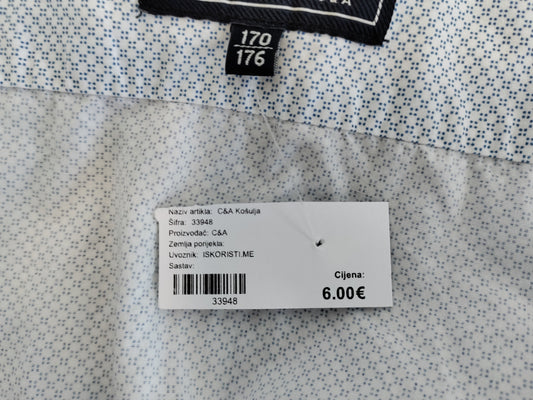 C&A
170
176
Naziv artikla: C&A Košulja
Šifra: 33948
Proizvođač: C&A
Zemlja porijekla:
Uvoznik: ISKORISTI.ME
Sastav:
33948
Cijena:
6.00€